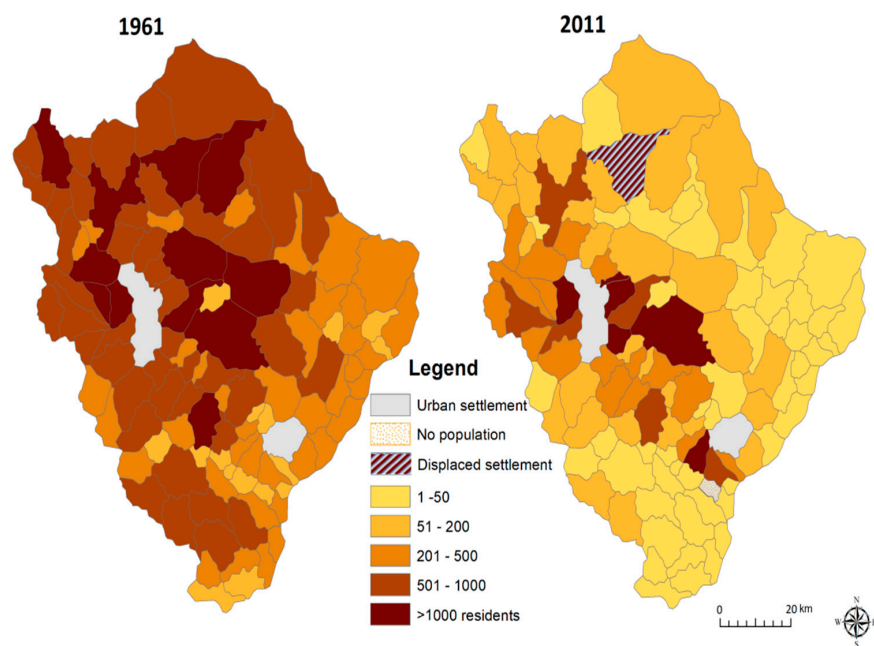 1961
2011
Legend
Urban settlement
No population
Displaced settlement
1 -50
51 - 200
201 - 500
501 - 1000
>1000 residents
0 20 km
N
W E
S